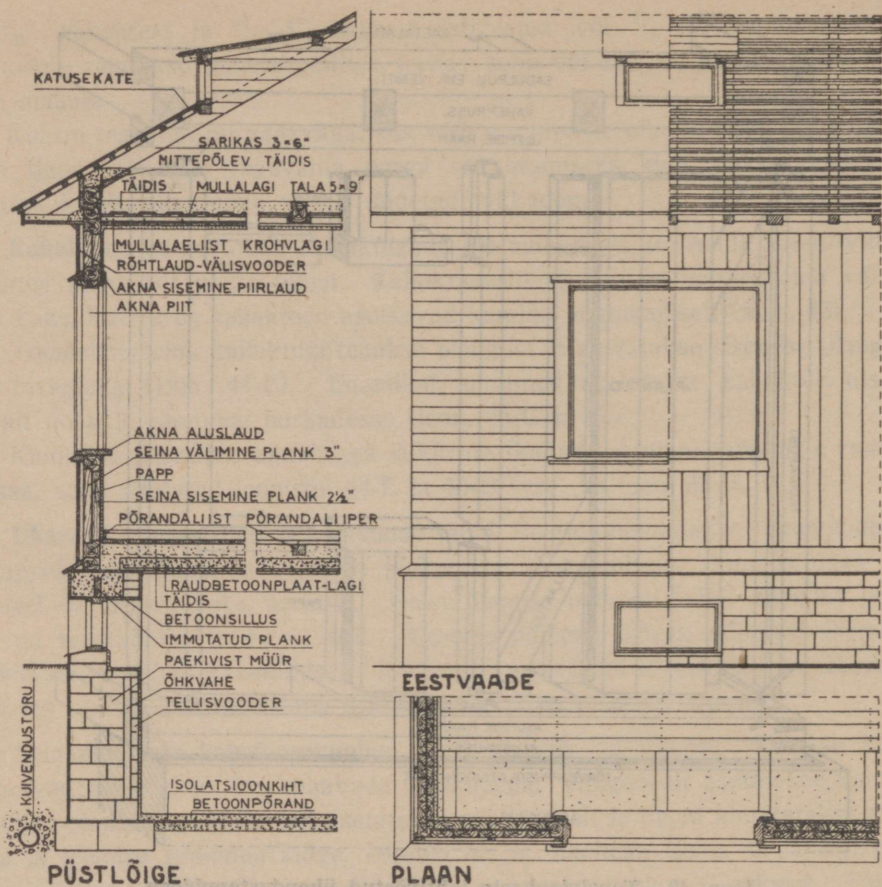 KATUSEKATE
SARIKAS 3×6"
MITTEPÕLEV TÄIDIS
TÄIDIS MULLALAGI TALA 5×9"
MULLALAELIIST KROHVLAGI
RÕHTLAUD-VÄLISVOODER
AKNA SISEMINE PIIRLAUD
AKNA PIIT
AKNA ALUSLAUD
SEINA VÄLIMINE PLANK 3"
PAPP
SEINA SISEMINE PLANK 2½"
PÕRANDALIIST PÕRANDALIIPER
RAUDBETOONPLAAT-LAGI
TÄIDIS
BETOONSILLUS
IMMUTATUD PLANK
PAEKIVIST MÜÜR
ÕHKVAHE
TELLISVOODER
KUIVENDUSTORU
ISOLATSIOONKIHT
BETOONPÕRAND
PÜSTLÕIGE
EESTVAADE
PLAAN